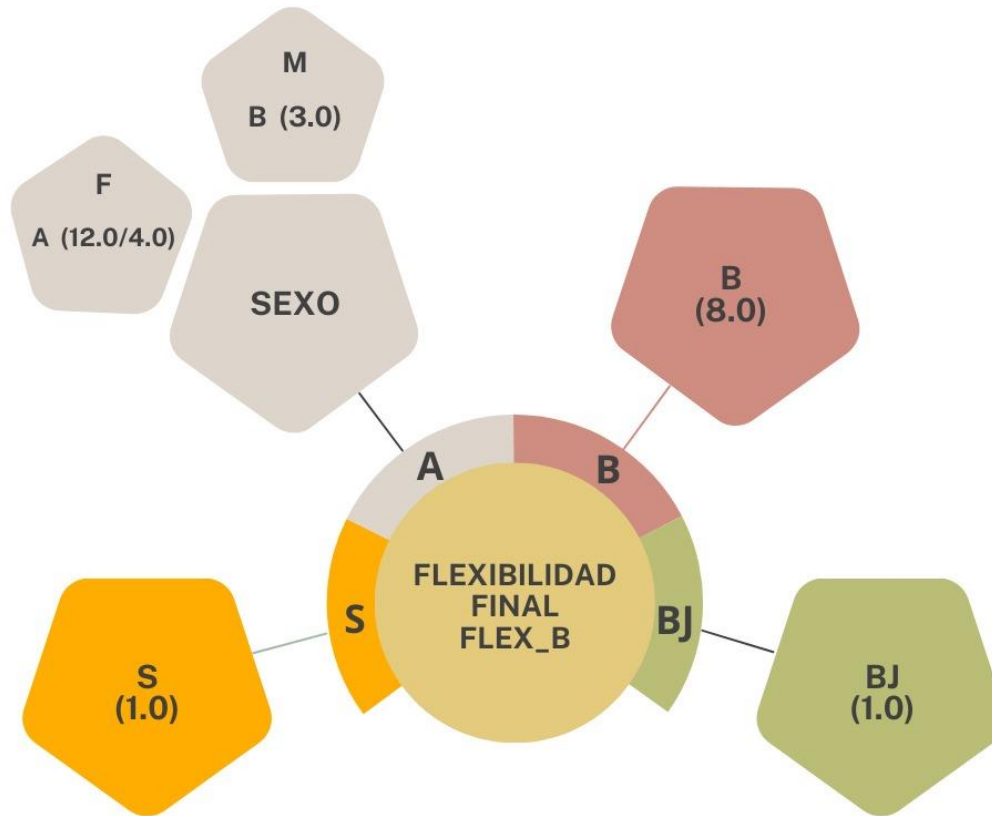 M
B (3.0)
F
A (12.0/4.0)
SEXO
B
(8.0)
A
B
S
BJ
FLEXIBILIDAD
FINAL
FLEX_B
S
(1.0)
BJ
(1.0)